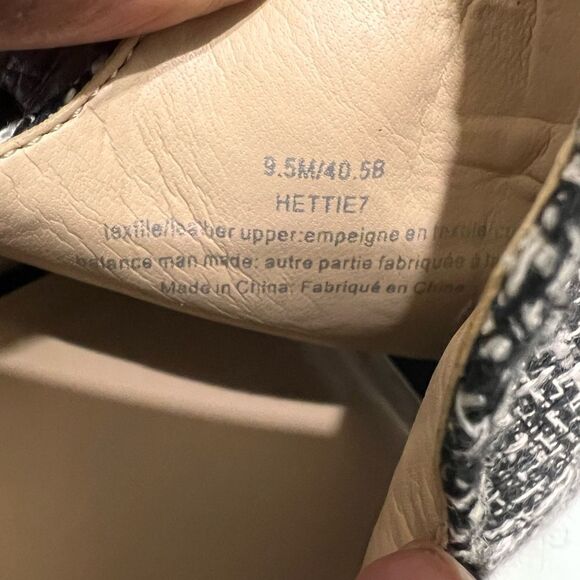 9.5M/40.5B
HETTIE7
textile/leather upper:empeigne en textile/cu
balance man made: autre partie fabriquée à
Made in China: Fabriqué en Chine